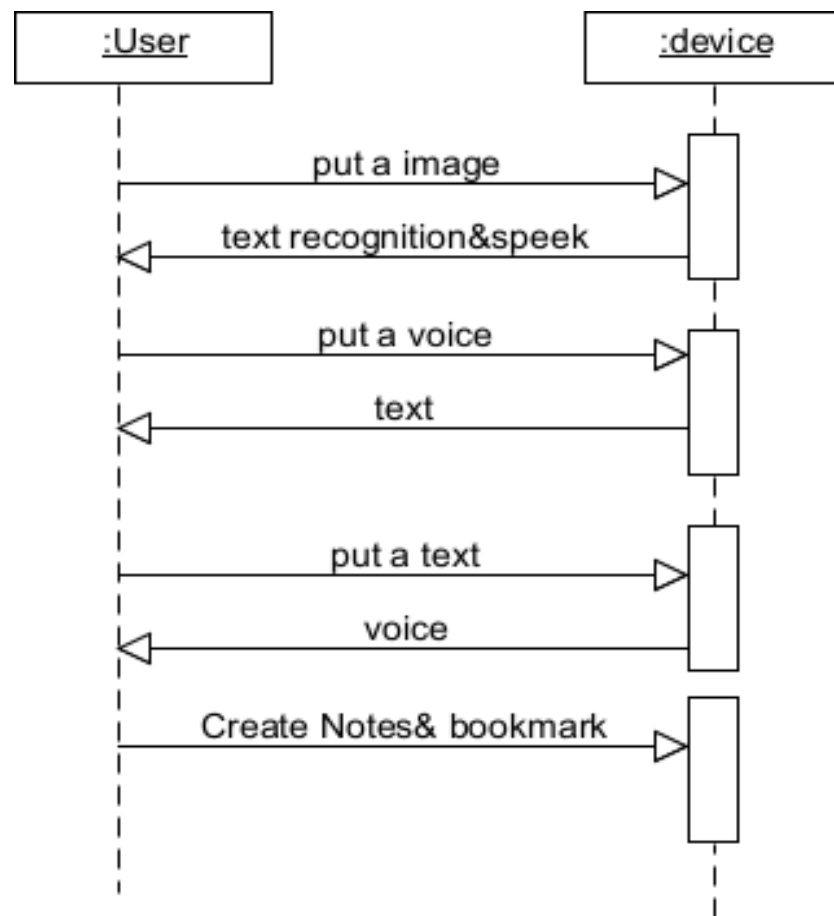 :User
:device
put a image
text recognition&speek
put a voice
text
put a text
voice
Create Notes& bookmark